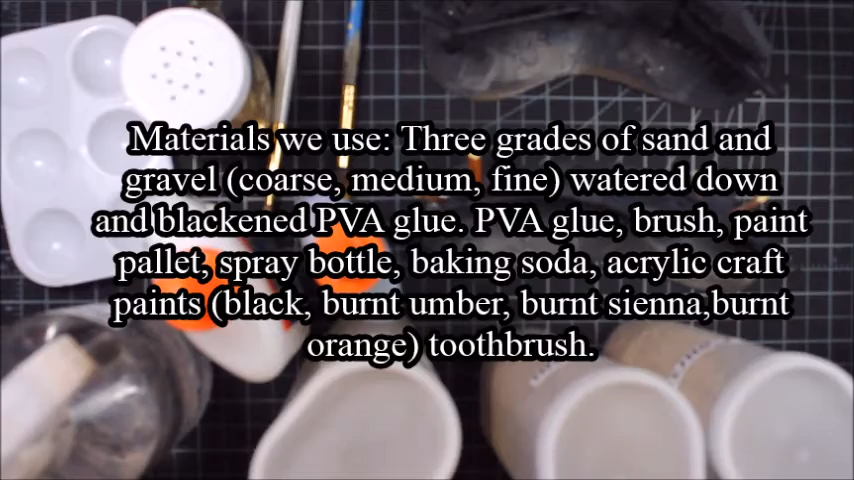 Materials we use: Three grades of sand and
gravel (coarse, medium, fine) watered down
and blackened PVA glue. PVA glue, brush, paint
pallet, spray bottle, baking soda, acrylic craft
paints (black, burnt umber, burnt sienna,burnt
orange) toothbrush.